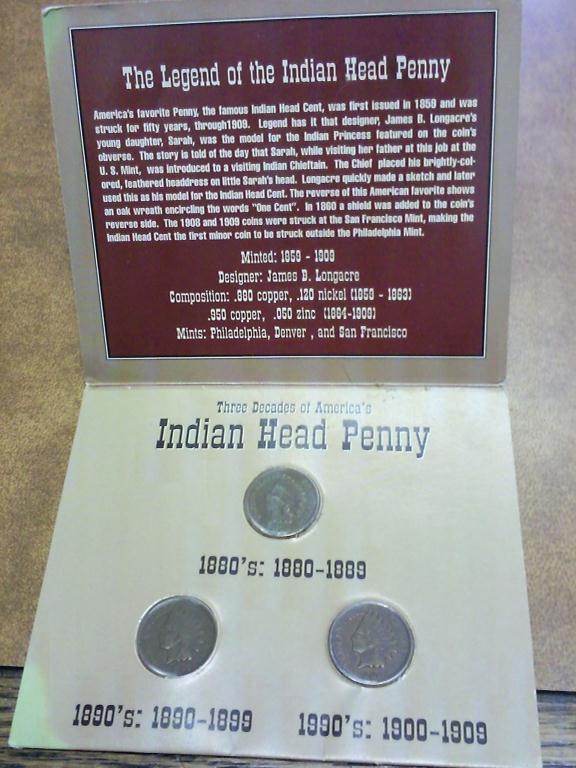 The Legend of the Indian Head Penny
America's favorite Penny, the famous Indian Head Cent, was first issued in 1859 and was
struck for fifty years, through1909. Legend has it that designer, James B. Longacre's
young daughter, Sarah, was the model for the Indian Princess featured on the coin's
obverse. The story is told of the day that Sarah, while visiting her father at this job at the
U. S. Mint, was introduced to a visiting Indian Chieftain. The Chief placed his brightly-col-
ored, feathered headdress on little Sarah's head. Longacre quickly made a sketch and later
used this as his model for the Indian Head Cent. The reverse of this American favorite shows
an oak wreath encircling the words "One Cent". In 1860 a shield was added to the coin's
reverse side. The 1908 and 1909 coins were struck at the San Francisco Mint, making the
Indian Head Cent the first minor coin to be struck outside the Philadelphia Mint.
Minted: 1859 - 1909
Designer: James B. Longacre
Composition: .880 copper, .120 nickel (1859 - 1863)
.950 copper, .050 zinc (1864-1909)
Mints: Philadelphia, Denver , and San Francisco
Three Decades of America's
Indian Head Penny
1880's: 1880-1889
1890's: 1890-1899
1990's: 1900-1909